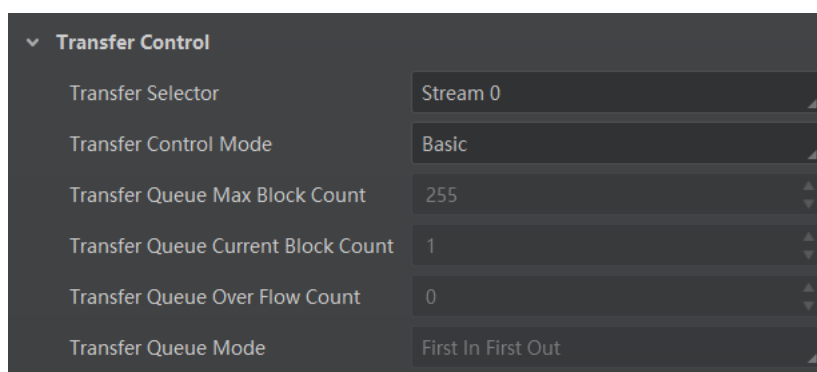 Transfer Control
Transfer Selector Stream 0
Transfer Control Mode Basic
Transfer Queue Max Block Count 255
Transfer Queue Current Block Count 1
Transfer Queue Over Flow Count 0
Transfer Queue Mode First In First Out